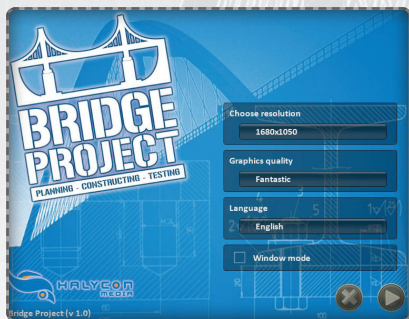 BRIDGE
PROJECT
PLANNING - CONSTRUCTING - TESTING
Choose resolution
1680x1050
Graphics quality
Fantastic
Language
English
Window mode
HALYCON
MEDIA
Bridge Project (v 1.0)